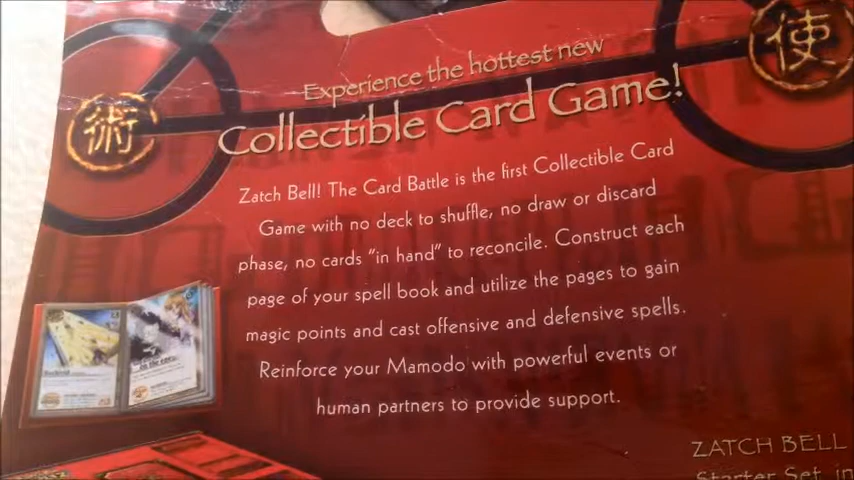 使
術
Experience the hottest new
Collectible Card Game!
Zatch Bell! The Card Battle is the first Collectible Card
Game with no deck to shuffle, no draw or discard
phase, no cards "in hand" to reconcile. Construct each
page of your spell book and utilize the pages to gain
magic points and cast offensive and defensive spells.
Reinforce your Mamodo with powerful events or
human partners to provide support.
ZATCH BELL
Starter Set in